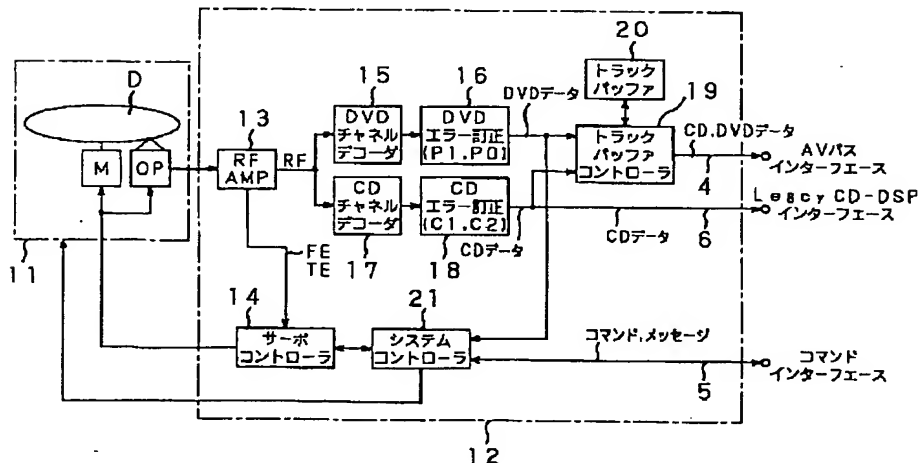 20
トラック
バッファ
D
15
16
DVDデータ
19
13
DVD
チャネル
デコーダ
DVD
エラー訂正
(P1.P0)
トラック
バッファ
コントローラ
CD.DVDデータ
M
OP
RF
AMP
RF
4
AVバス
インターフェース
CD
チャネル
デコーダ
CD
エラー訂正
(C1.C2)
Legacy CD-DSP
インターフェース
CDデータ
CDデータ
6
11
FE
TE
17
18
14
21
サーボ
コントローラ
システム
コントローラ
コマンド,メッセージ
5
コマンド
インターフェース
12